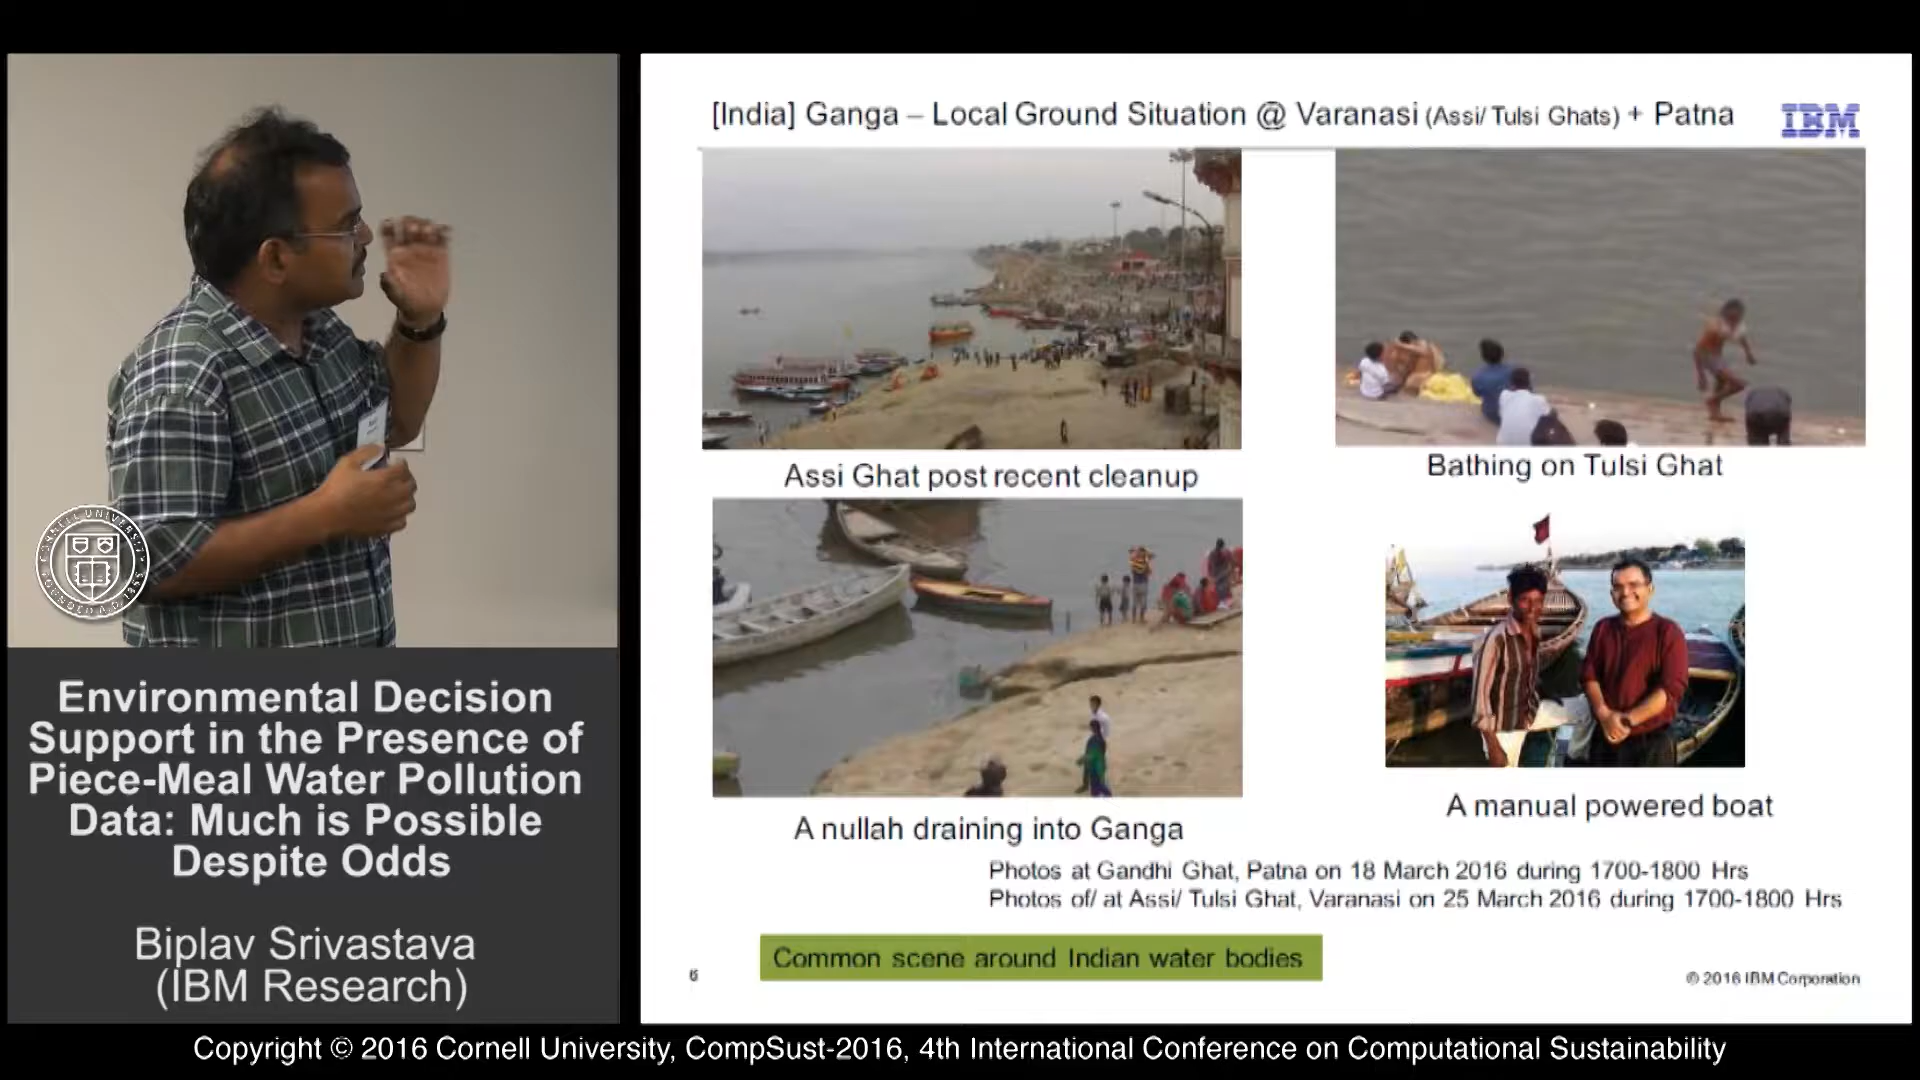 [India] Ganga – Local Ground Situation @ Varanasi (Assi/ Tulsi Ghats) + Patna
IBM
Assi Ghat post recent cleanup
Bathing on Tulsi Ghat
A nullah draining into Ganga
A manual powered boat
Photos at Gandhi Ghat, Patna on 18 March 2016 during 1700-1800 Hrs
Photos of/ at Assi/ Tulsi Ghat, Varanasi on 25 March 2016 during 1700-1800 Hrs
Common scene around Indian water bodies
6
© 2016 IBM Corporation
CORNELL UNIVERSITY
FOUNDED A.D. 1865
Environmental Decision
Support in the Presence of
Piece-Meal Water Pollution
Data: Much is Possible
Despite Odds
Biplav Srivastava
(IBM Research)
Copyright © 2016 Cornell University, CompSust-2016, 4th International Conference on Computational Sustainability